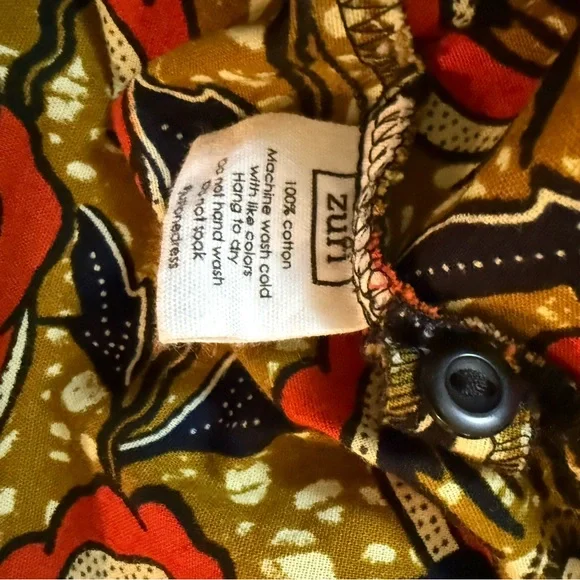 zuri
100% cotton
Machine wash cold
with like colors
Hang to dry
Do not hand wash
Do not soak